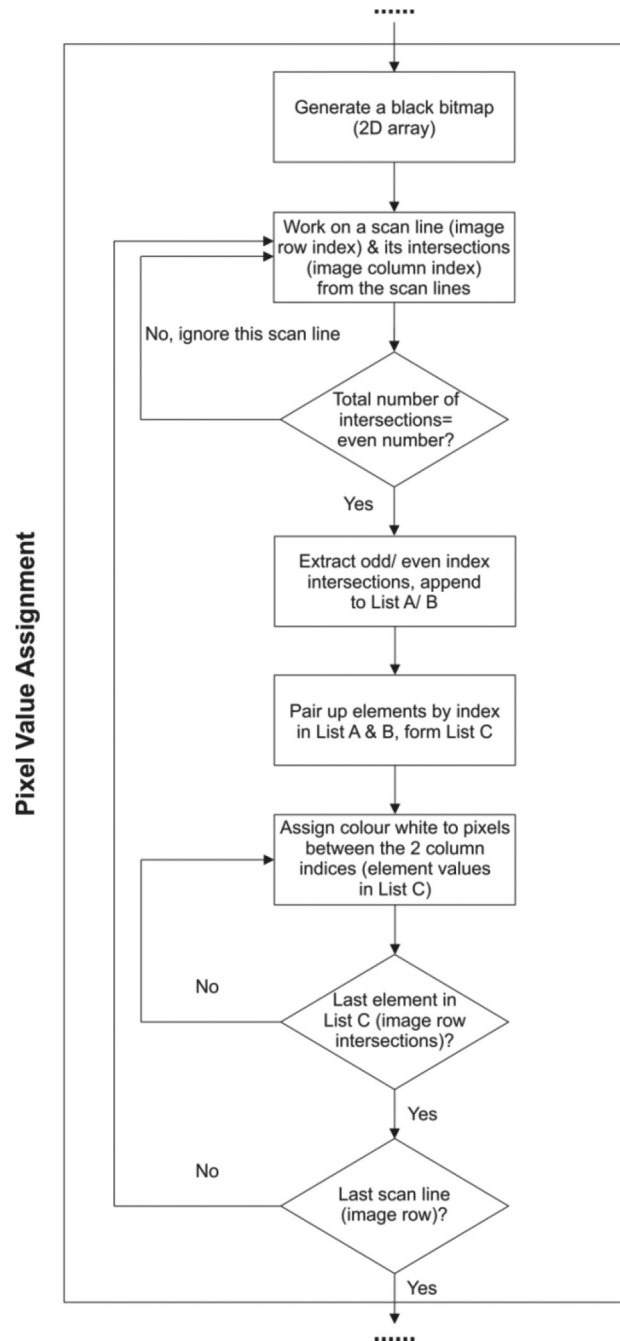 ......
Generate a black bitmap
(2D array)
Work on a scan line (image
row index) & its intersections
(image column index)
from the scan lines
No, ignore this scan line
Total number of
intersections=
even number?
Yes
Extract odd/ even index
intersections, append
to List A/ B
Pair up elements by index
in List A & B, form List C
Assign colour white to pixels
between the 2 column
indices (element values
in List C)
No
Last element in
List C (image row
intersections)?
Yes
No
Last scan line
(image row)?
Yes
......
Pixel Value Assignment